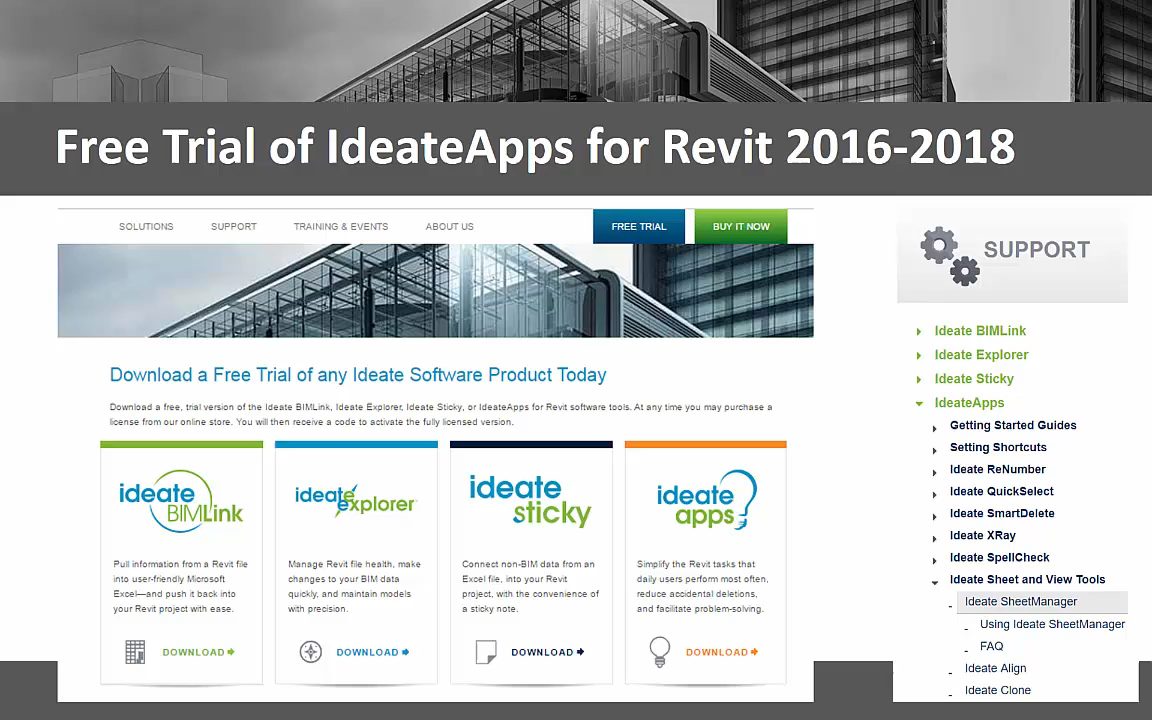 Free Trial of IdeateApps for Revit 2016-2018
SOLUTIONS SUPPORT TRAINING & EVENTS ABOUT US FREE TRIAL BUY IT NOW
Download a Free Trial of any Ideate Software Product Today
Download a free, trial version of the Ideate BIMLink, Ideate Explorer, Ideate Sticky, or IdeateApps for Revit software tools. At any time you may purchase a
license from our online store. You will then receive a code to activate the fully licensed version.
ideate
BIMLink
Pull information from a Revit file
into user-friendly Microsoft
Excel—and push it back into
your Revit project with ease.
DOWNLOAD
ideate
explorer
Manage Revit file health, make
changes to your BIM data
quickly, and maintain models
with precision.
DOWNLOAD
ideate
sticky
Connect non-BIM data from an
Excel file, into your Revit
project, with the convenience of
a sticky note.
DOWNLOAD
ideate
apps
Simplify the Revit tasks that
daily users perform most often,
reduce accidental deletions,
and facilitate problem-solving.
DOWNLOAD
SUPPORT
Ideate BIMLink
Ideate Explorer
Ideate Sticky
IdeateApps
Getting Started Guides
Setting Shortcuts
Ideate ReNumber
Ideate QuickSelect
Ideate SmartDelete
Ideate XRay
Ideate SpellCheck
Ideate Sheet and View Tools
Ideate SheetManager
Using Ideate SheetManager
FAQ
Ideate Align
Ideate Clone